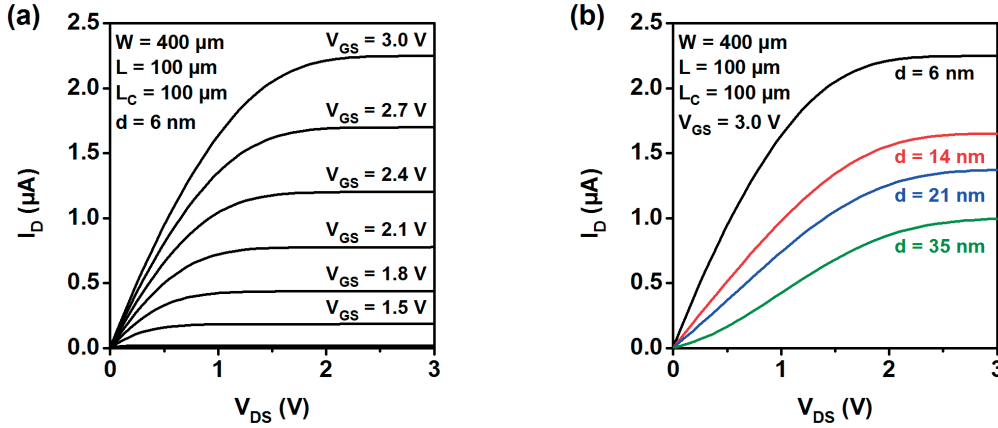 (a)
W = 400 µm
L = 100 µm
L_C = 100 µm
d = 6 nm
V_GS = 3.0 V
V_GS = 2.7 V
V_GS = 2.4 V
V_GS = 2.1 V
V_GS = 1.8 V
V_GS = 1.5 V
2.5
2.0
1.5
1.0
0.5
0.0
I_D (µA)
0 1 2 3
V_DS (V)
(b)
W = 400 µm
L = 100 µm
L_C = 100 µm
V_GS = 3.0 V
d = 6 nm
d = 14 nm
d = 21 nm
d = 35 nm
2.5
2.0
1.5
1.0
0.5
0.0
I_D (µA)
0 1 2 3
V_DS (V)